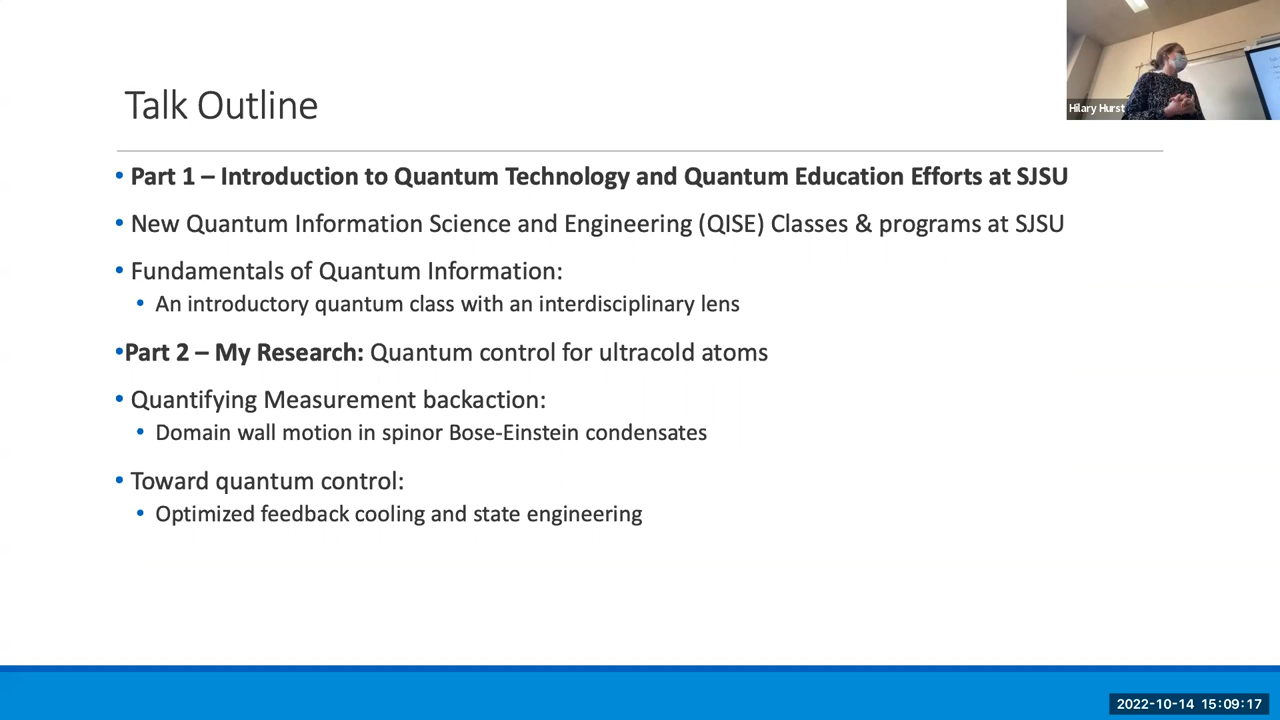 Talk Outline
• Part 1 – Introduction to Quantum Technology and Quantum Education Efforts at SJSU
• New Quantum Information Science and Engineering (QISE) Classes & programs at SJSU
• Fundamentals of Quantum Information:
• An introductory quantum class with an interdisciplinary lens
•Part 2 – My Research: Quantum control for ultracold atoms
• Quantifying Measurement backaction:
• Domain wall motion in spinor Bose-Einstein condensates
• Toward quantum control:
• Optimized feedback cooling and state engineering
Hilary Hurst
2022-10-14 15:09:17